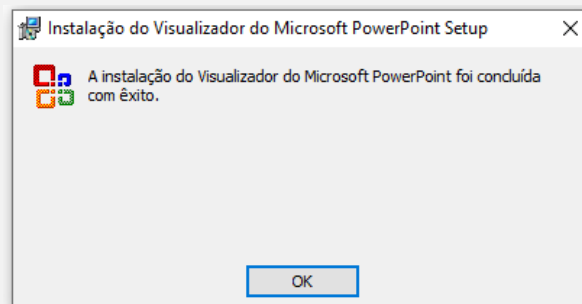 Instalação do Visualizador do Microsoft PowerPoint Setup
A instalação do Visualizador do Microsoft PowerPoint foi concluída
com êxito.
OK